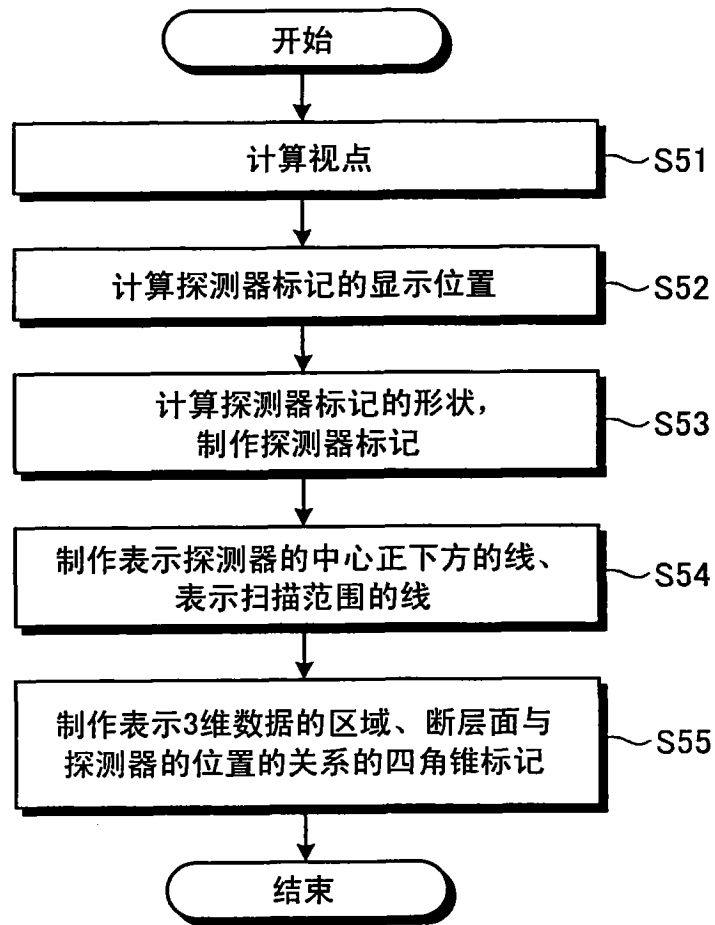 开始
计算视点
S51
计算探测器标记的显示位置
S52
计算探测器标记的形状，
制作探测器标记
S53
制作表示探测器的中心正下方的线、
表示扫描范围的线
S54
制作表示3维数据的区域、断层面与
探测器的位置的关系的四角锥标记
S55
结束